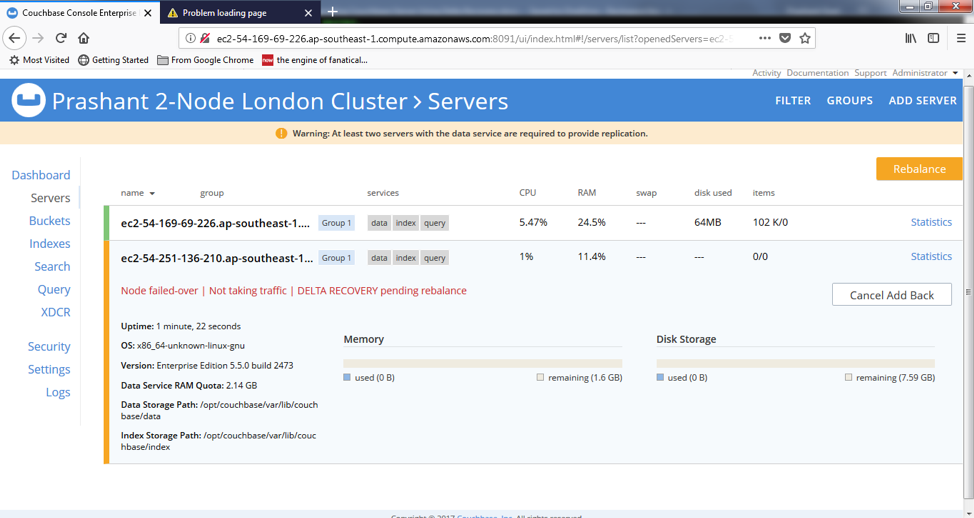 Couchbase Console Enterprise
Problem loading page
ec2-54-169-69-226.ap-southeast-1.compute.amazonaws.com:8091/ui/index.html#!/servers/list?openedServers=ec2-5
Most Visited Getting Started From Google Chrome the engine of fanatical...
Activity Documentation Support Administrator
Prashant 2-Node London Cluster > Servers
FILTER GROUPS ADD SERVER
Warning: At least two servers with the data service are required to provide replication.
Rebalance
Dashboard
Servers
Buckets
Indexes
Search
Query
XDCR
Security
Settings
Logs
name group services CPU RAM swap disk used items
ec2-54-169-69-226.ap-southeast-1.... Group 1 data index query 5.47% 24.5% --- 64MB 102 K/0 Statistics
ec2-54-251-136-210.ap-southeast-1... Group 1 data index query 1% 11.4% --- --- 0/0 Statistics
Node failed-over | Not taking traffic | DELTA RECOVERY pending rebalance
Cancel Add Back
Uptime: 1 minute, 22 seconds
OS: x86_64-unknown-linux-gnu
Version: Enterprise Edition 5.5.0 build 2473
Data Service RAM Quota: 2.14 GB
Data Storage Path: /opt/couchbase/var/lib/couch
base/data
Index Storage Path: /opt/couchbase/var/lib/couc
hbase/index
Memory
used (0 B) remaining (1.6 GB)
Disk Storage
used (0 B) remaining (7.59 GB)
Copyright © 2017 Couchbase, Inc. All rights reserved.